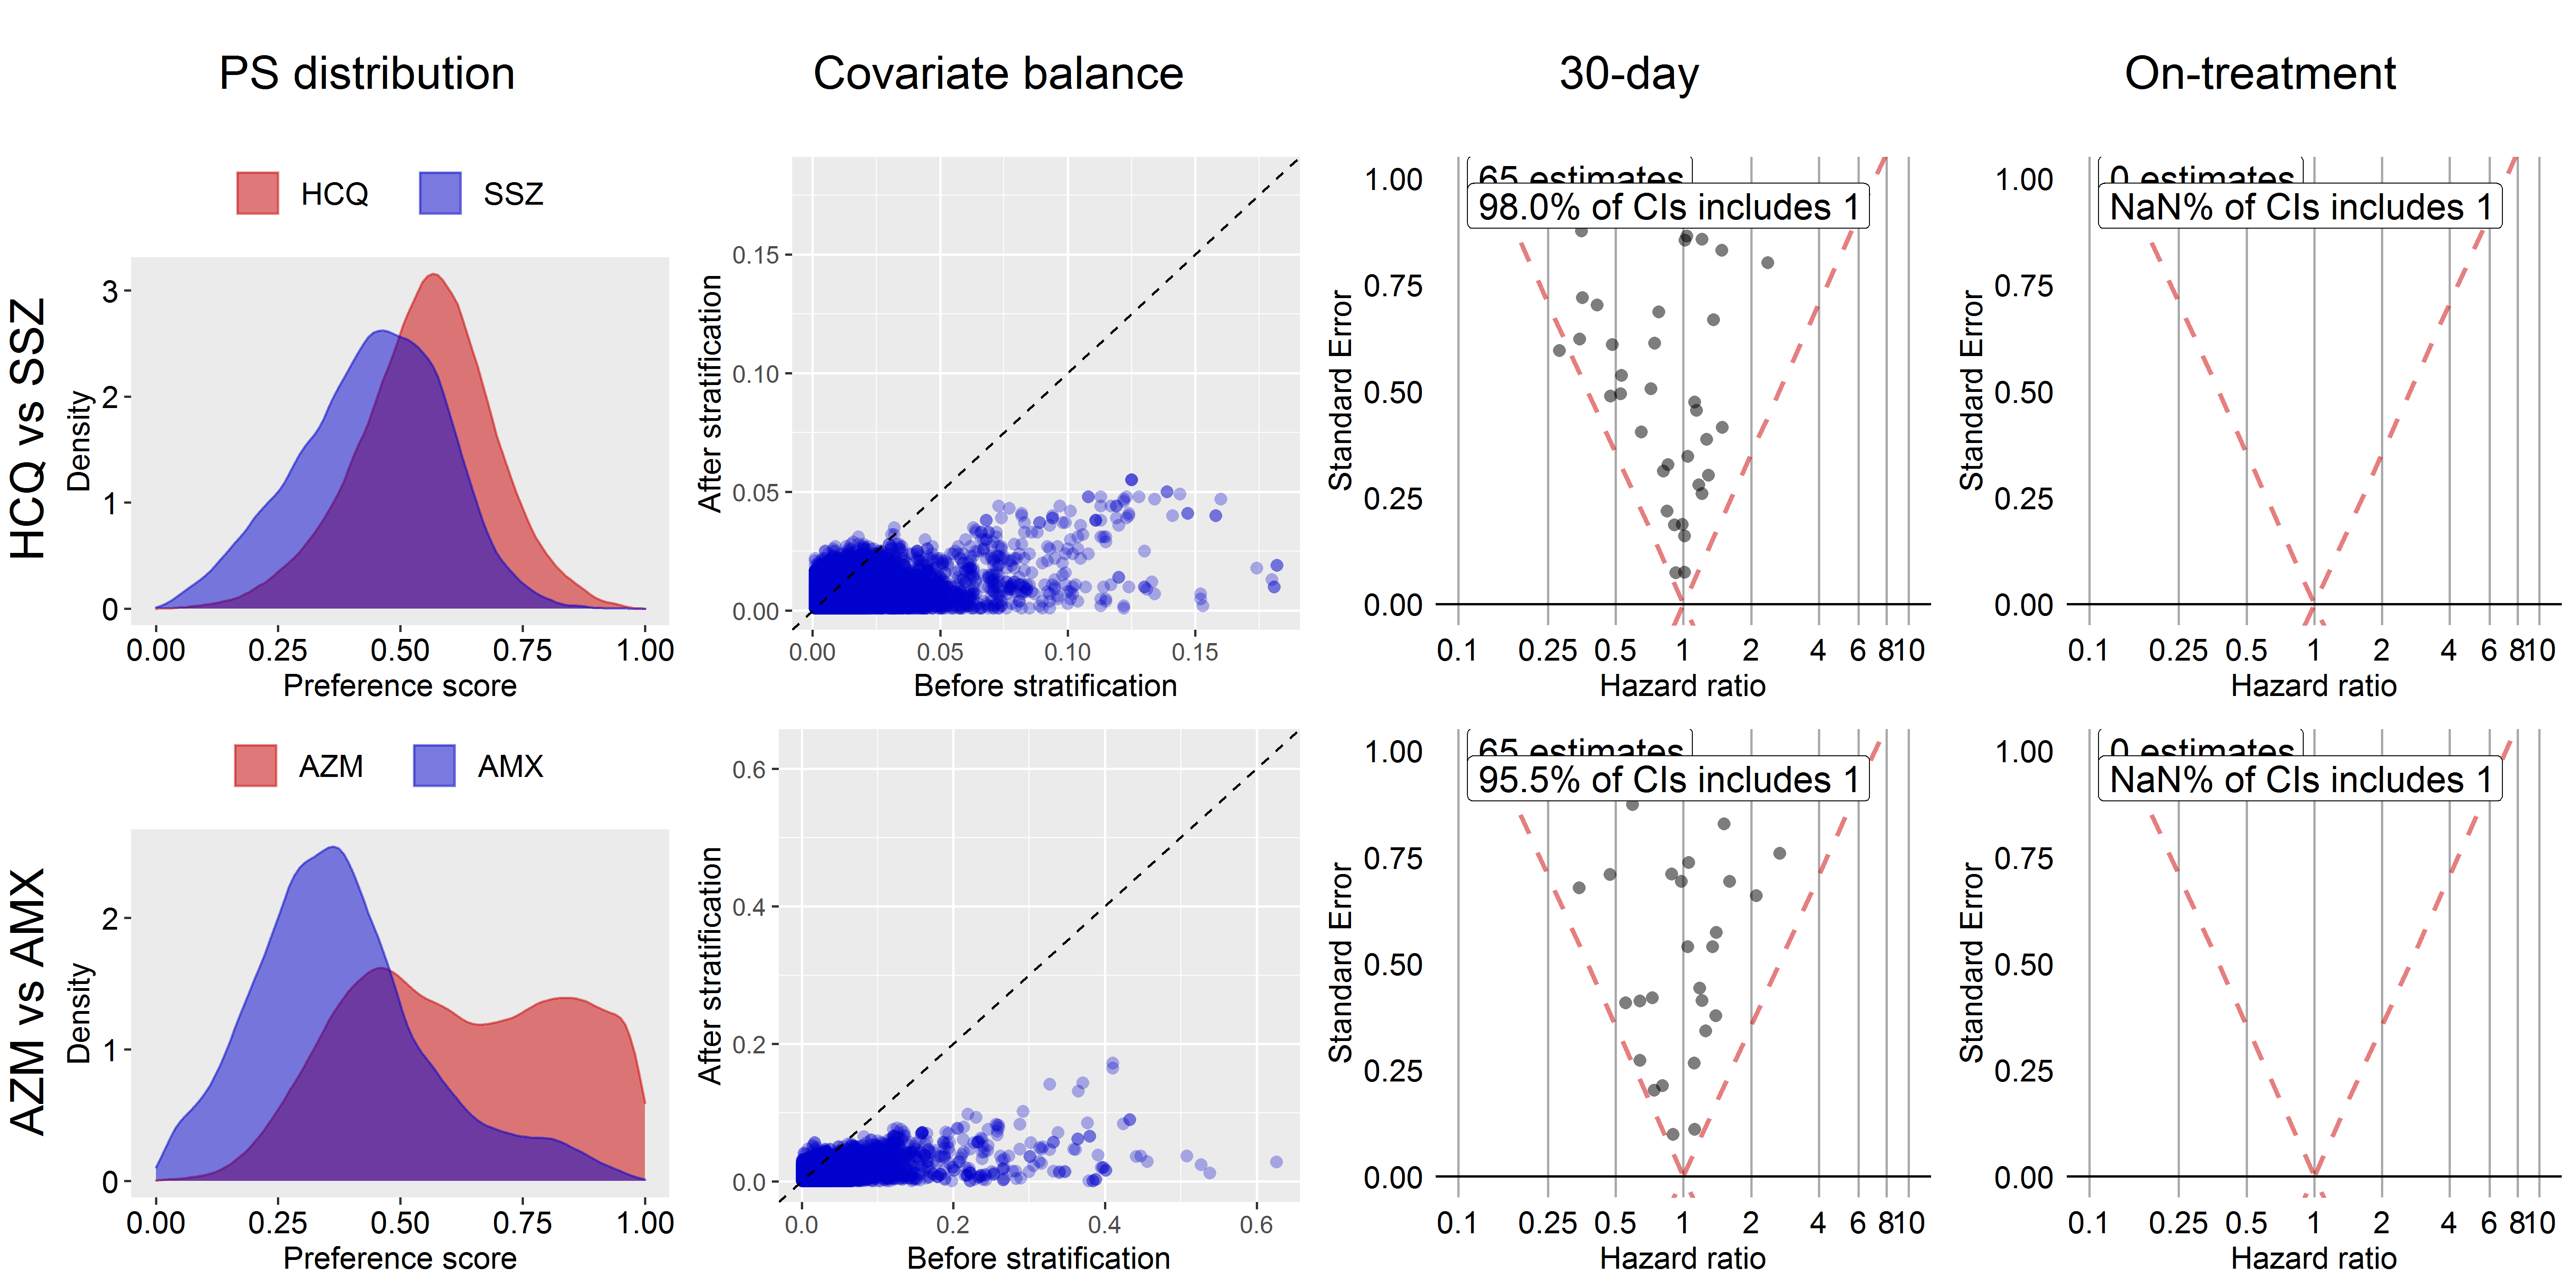 PS distribution
Covariate balance
30-day
On-treatment
HCQ vs SSZ
HCQ SSZ
Density
3
2
1
0
0.00 0.25 0.50 0.75 1.00
Preference score
After stratification
0.15
0.10
0.05
0.00
0.00 0.05 0.10 0.15
Before stratification
Standard Error
1.00
0.75
0.50
0.25
0.00
65 estimates
98.0% of CIs includes 1
0.1 0.25 0.5 1 2 4 6 8 10
Hazard ratio
Standard Error
1.00
0.75
0.50
0.25
0.00
0 estimates
NaN% of CIs includes 1
0.1 0.25 0.5 1 2 4 6 8 10
Hazard ratio
AZM vs AMX
AZM AMX
Density
2
1
0
0.00 0.25 0.50 0.75 1.00
Preference score
After stratification
0.6
0.4
0.2
0.0
0.0 0.2 0.4 0.6
Before stratification
Standard Error
1.00
0.75
0.50
0.25
0.00
65 estimates
95.5% of CIs includes 1
0.1 0.25 0.5 1 2 4 6 8 10
Hazard ratio
Standard Error
1.00
0.75
0.50
0.25
0.00
0 estimates
NaN% of CIs includes 1
0.1 0.25 0.5 1 2 4 6 8 10
Hazard ratio